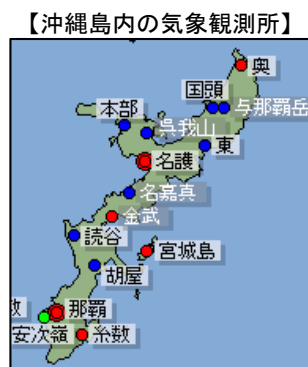 【沖縄島内の気象観測所】
奥
国頭
与那覇岳
本部
呉我山
東
名護
名嘉真
金武
読谷
宮城島
胡屋
数
那覇
安次嶺
糸数